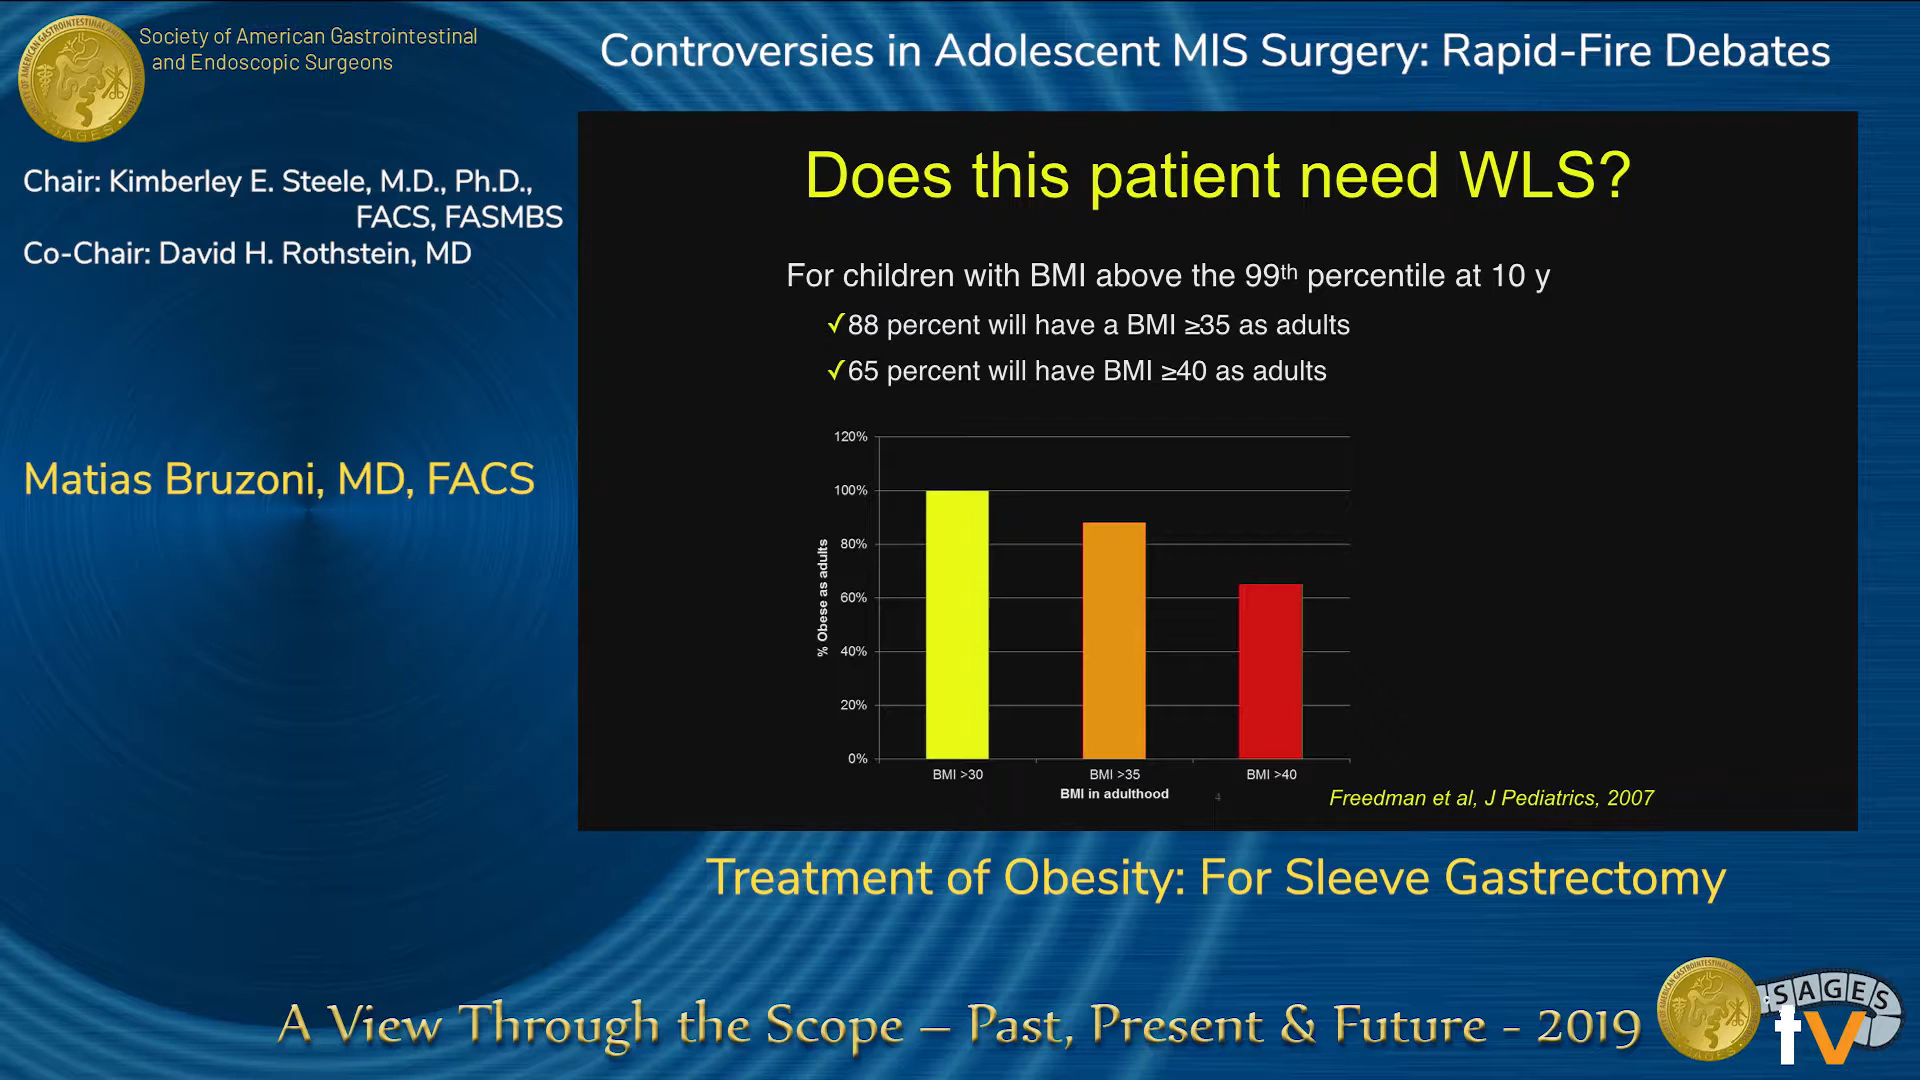 Society of American Gastrointestinal
and Endoscopic Surgeons
Controversies in Adolescent MIS Surgery: Rapid-Fire Debates
Chair: Kimberley E. Steele, M.D., Ph.D.,
FACS, FASMBS
Co-Chair: David H. Rothstein, MD
Matias Bruzoni, MD, FACS
Does this patient need WLS?
For children with BMI above the 99th percentile at 10 y
✓88 percent will have a BMI ≥35 as adults
✓65 percent will have BMI ≥40 as adults
120%
100%
80%
60%
40%
20%
0%
% Obese as adults
BMI >30 BMI >35 BMI >40
BMI in adulthood
4
Freedman et al, J Pediatrics, 2007
Treatment of Obesity: For Sleeve Gastrectomy
A View Through the Scope – Past, Present & Future - 2019
SAGES
tv